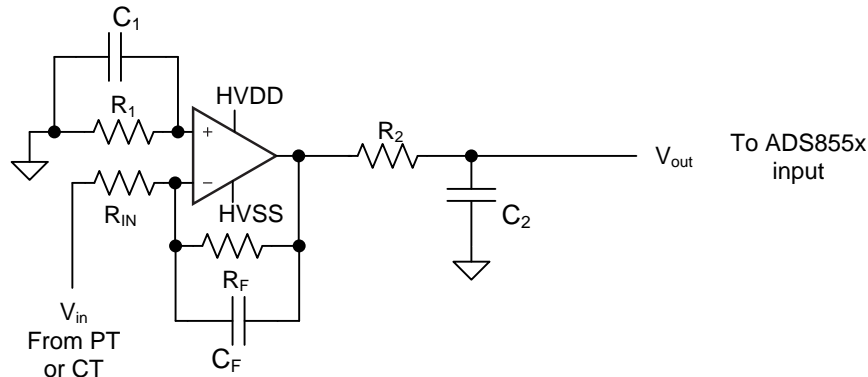 C1
R1
HVDD
+
R2
Vout
To ADS855x
input
−
RIN
HVSS
C2
RF
Vin
From PT
or CT
CF